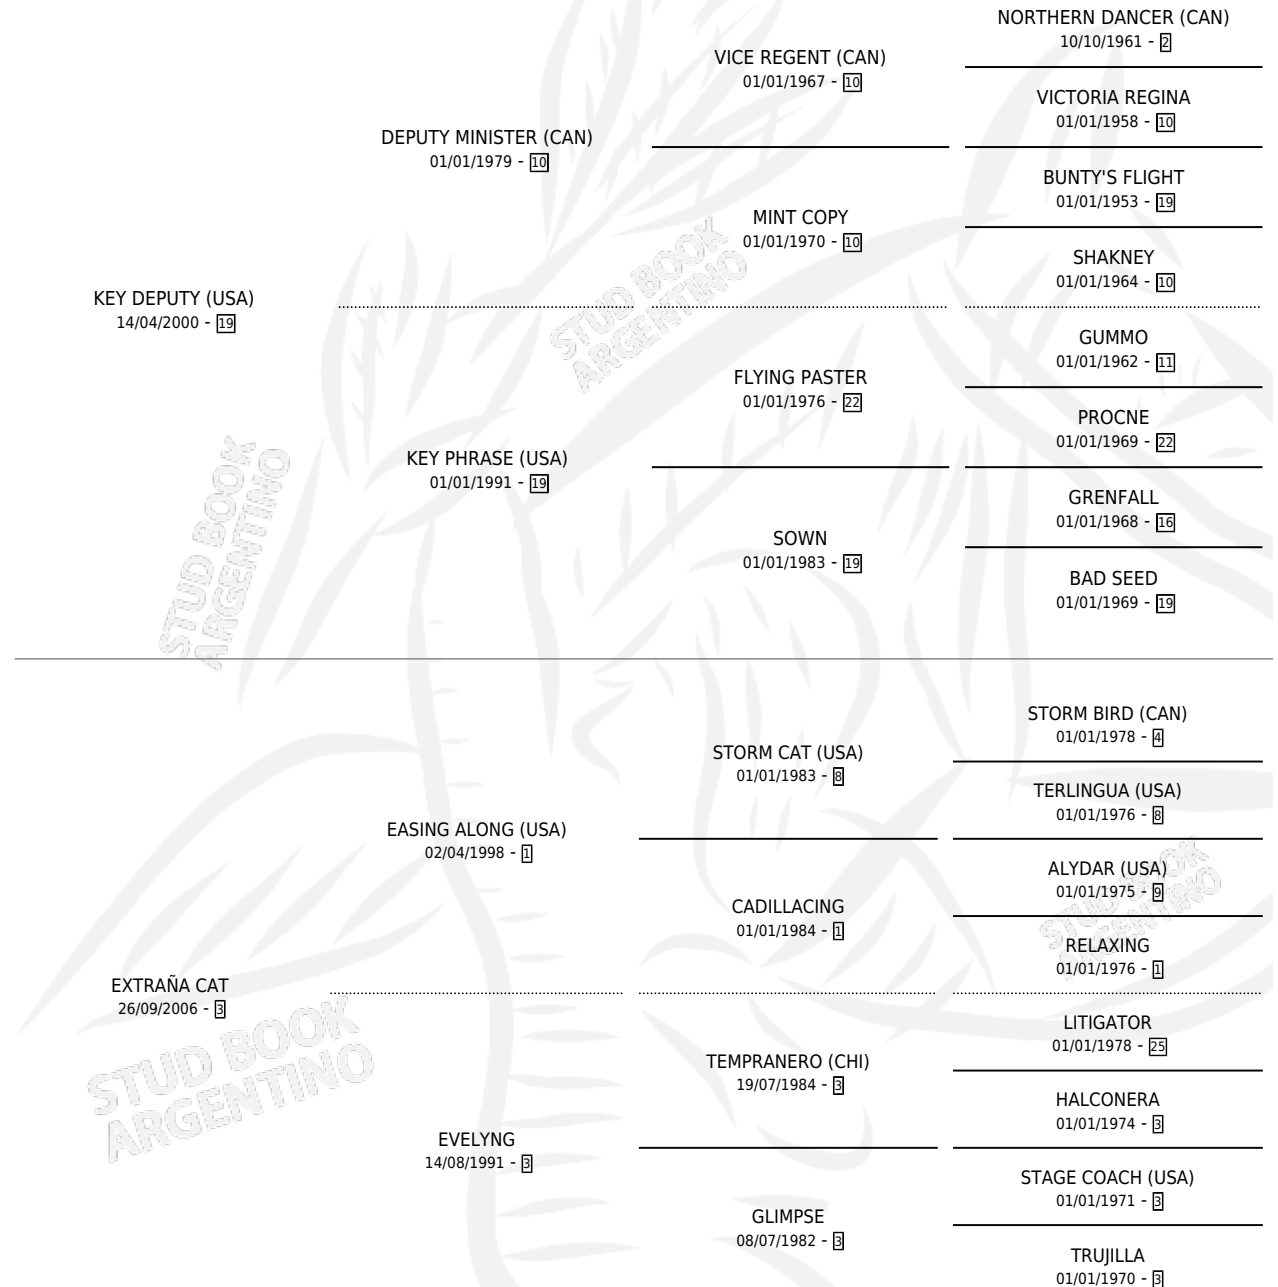 NORTHERN DANCER (CAN)
10/10/1961 - 2
VICE REGENT (CAN)
01/01/1967 - 10
VICTORIA REGINA
01/01/1958 - 10
DEPUTY MINISTER (CAN)
01/01/1979 - 10
BUNTY'S FLIGHT
01/01/1953 - 19
MINT COPY
01/01/1970 - 10
SHAKNEY
01/01/1964 - 10
KEY DEPUTY (USA)
14/04/2000 - 19
GUMMO
01/01/1962 - 11
FLYING PASTER
01/01/1976 - 22
PROCNE
01/01/1969 - 22
KEY PHRASE (USA)
01/01/1991 - 19
GRENFALL
01/01/1968 - 16
SOWN
01/01/1983 - 19
BAD SEED
01/01/1969 - 19
STUD BOOK
ARGENTINO
STUD BOOK
ARGENTINO
STORM BIRD (CAN)
01/01/1978 - 4
STORM CAT (USA)
01/01/1983 - 8
TERLINGUA (USA)
01/01/1976 - 8
EASING ALONG (USA)
02/04/1998 - 1
ALYDAR (USA)
01/01/1975 - 9
CADILLACING
01/01/1984 - 1
RELAXING
01/01/1976 - 1
EXTRAÑA CAT
26/09/2006 - 3
LITIGATOR
01/01/1978 - 25
TEMPRANERO (CHI)
19/07/1984 - 3
HALCONERA
01/01/1974 - 3
EVELYNG
14/08/1991 - 3
STAGE COACH (USA)
01/01/1971 - 3
GLIMPSE
08/07/1982 - 3
TRUJILLA
01/01/1970 - 3
STUD BOOK
ARGENTINO
STUD BOOK
ARGENTINO